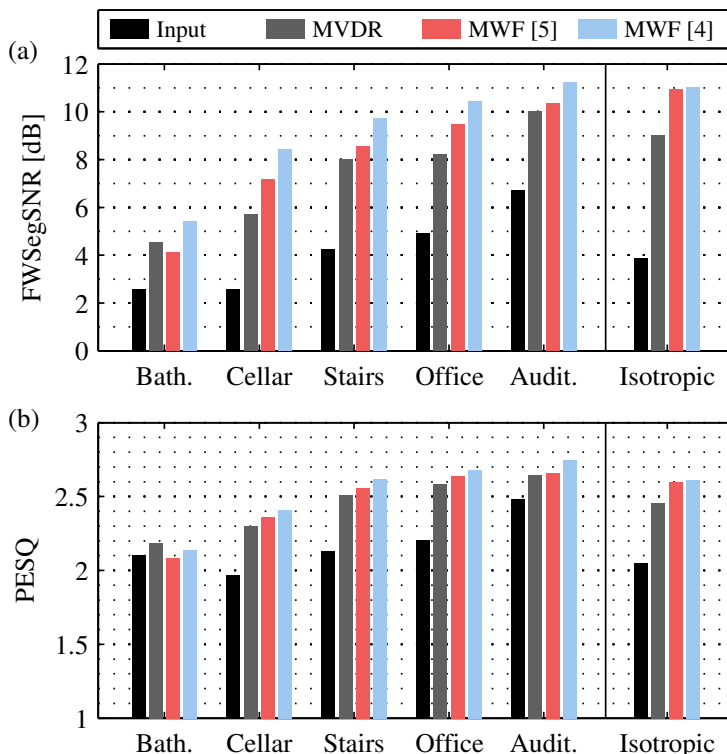 Input MVDR MWF [5] MWF [4]
(a)
FWSegSNR [dB]
12
10
8
6
4
2
0
Bath. Cellar Stairs Office Audit. Isotropic
(b)
PESQ
3
2.5
2
1.5
1
Bath. Cellar Stairs Office Audit. Isotropic